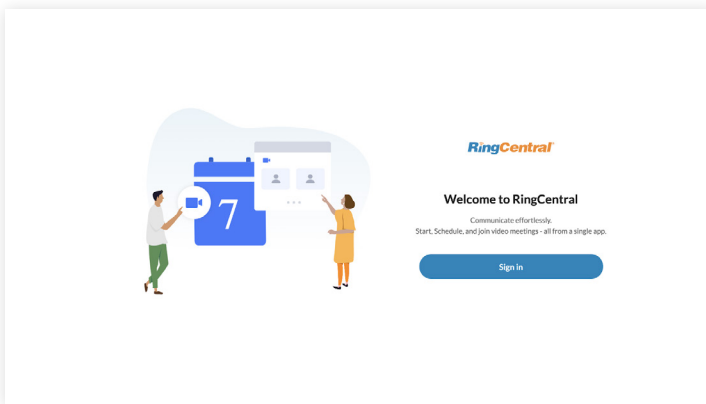 7
RingCentral
Welcome to RingCentral
Communicate effortlessly.
Start, Schedule, and join video meetings - all from a single app.
Sign in